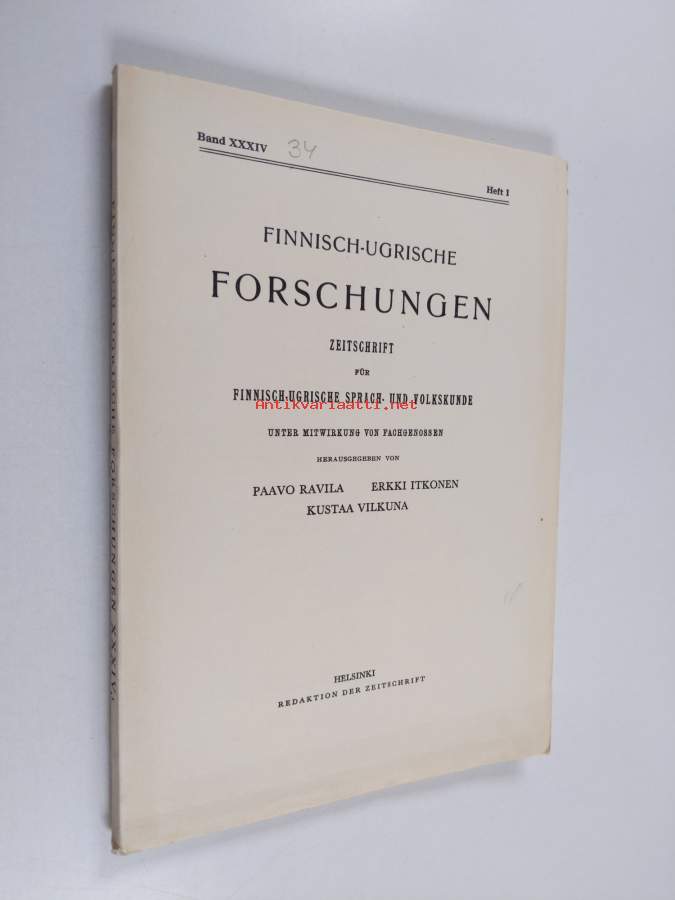 Band XXXIV 34
Heft 1
FINNISCH-UGRISCHE
FORSCHUNGEN
ZEITSCHRIFT
FÜR
FINNISCH-UGRISCHE SPRACH- UND VOLKSKUNDE
Antikvariaatti.net
UNTER MITWIRKUNG VON FACHGENOSSEN
HERAUSGEGEBEN VON
PAAVO RAVILA ERKKI ITKONEN
KUSTAA VILKUNA
HELSINKI
REDAKTION DER ZEITSCHRIFT
FINNISCH-UGRISCHE FORSCHUNGEN XXXIV,